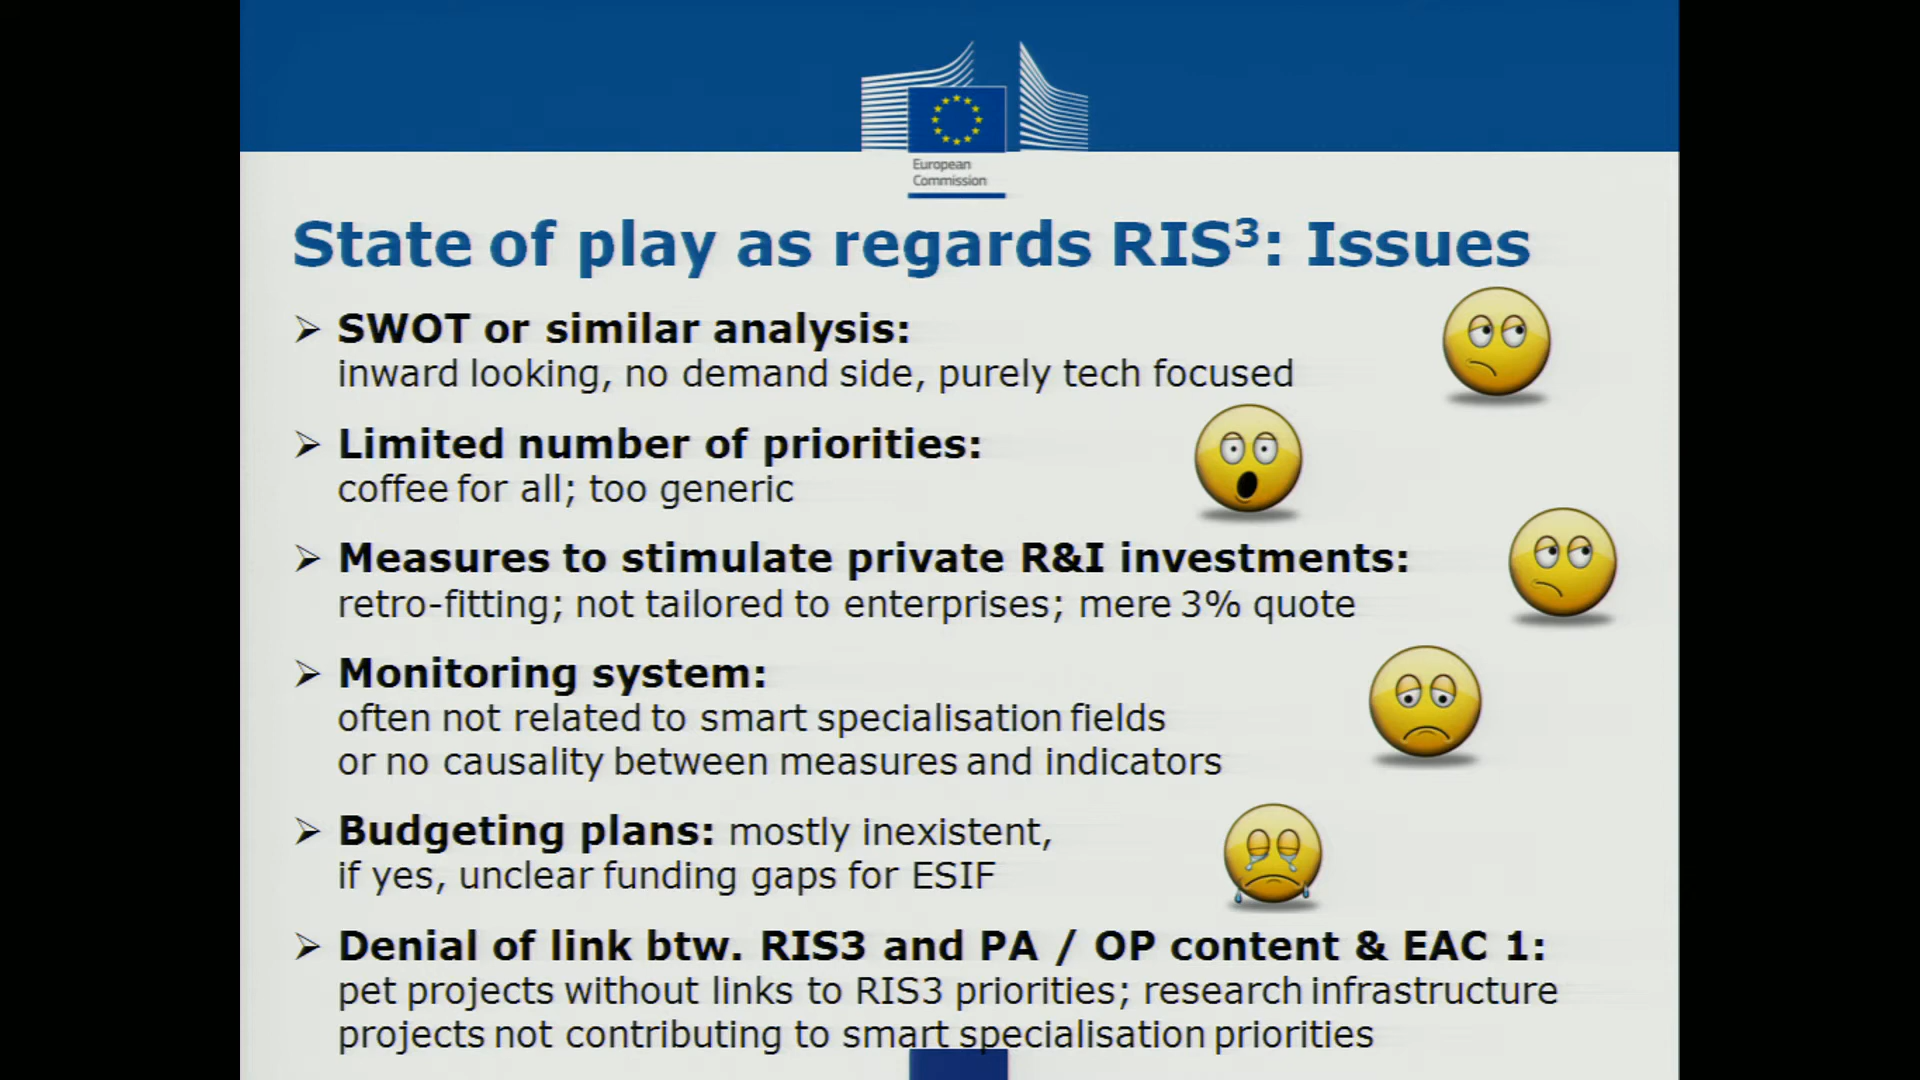 European
Commission
State of play as regards RIS³: Issues
➢ SWOT or similar analysis:
inward looking, no demand side, purely tech focused
➢ Limited number of priorities:
coffee for all; too generic
➢ Measures to stimulate private R&I investments:
retro-fitting; not tailored to enterprises; mere 3% quote
➢ Monitoring system:
often not related to smart specialisation fields
or no causality between measures and indicators
➢ Budgeting plans: mostly inexistent,
if yes, unclear funding gaps for ESIF
➢ Denial of link btw. RIS3 and PA / OP content & EAC 1:
pet projects without links to RIS3 priorities; research infrastructure
projects not contributing to smart specialisation priorities